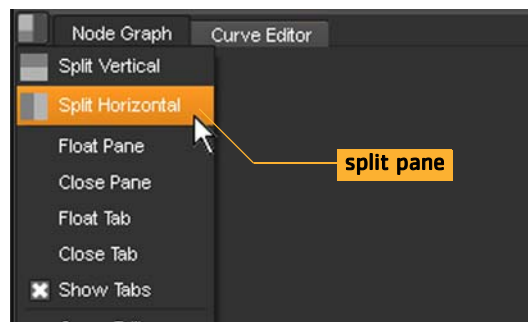 Node Graph Curve Editor
Split Vertical
Split Horizontal
Float Pane
split pane
Close Pane
Float Tab
Close Tab
Show Tabs